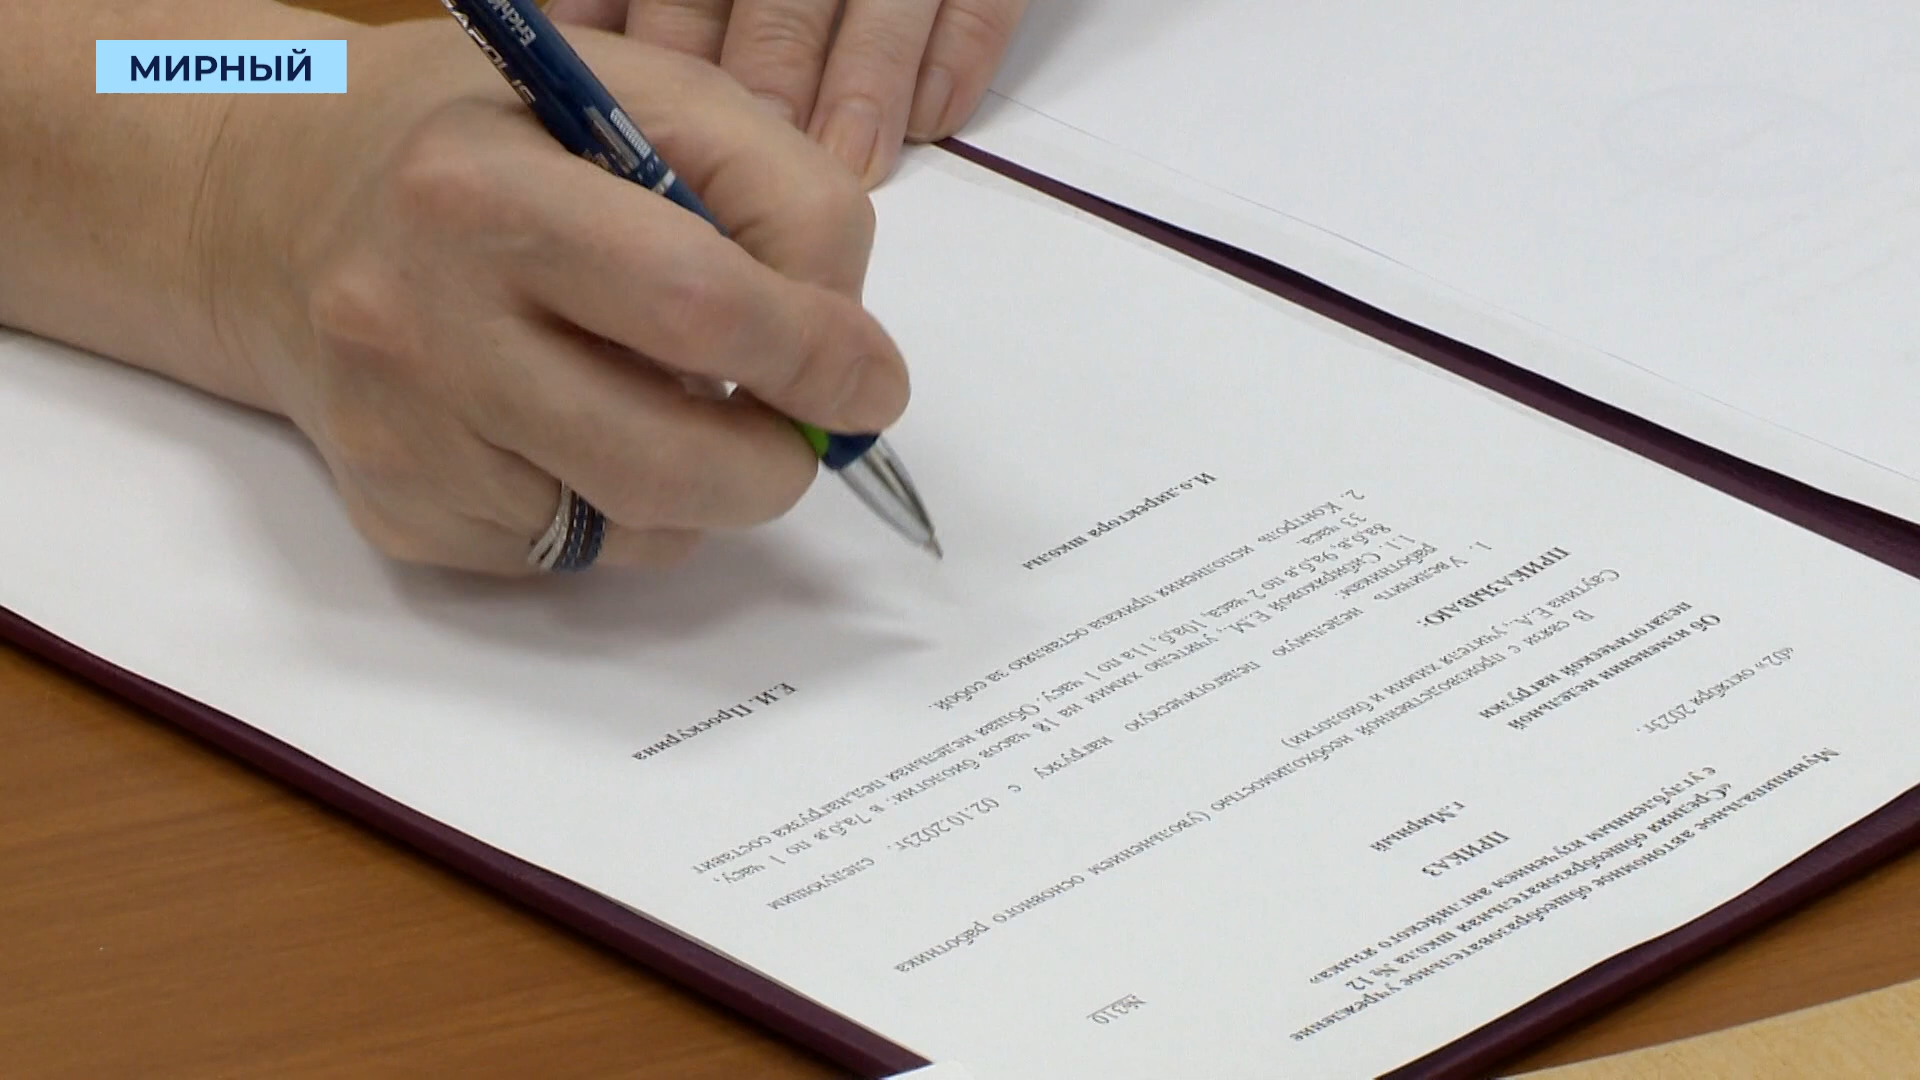 МИРНЫЙ
Erich
Муниципальное автономное общеобразовательное учреждение
«Средняя общеобразовательная школа № 12
с углубленным изучением английского языка»
ПРИКАЗ
г.Мирный
«02» октября 2023г.
№310
Об изменении недельной
педагогической нагрузки
В связи с производственной необходимостью (увольнением основного работника
Саутина Е.А., учителя химии и биологии)
ПРИКАЗЫВАЮ:
1. Увеличить недельную педагогическую нагрузку с 02.10.2023г. следующим
работникам:
1.1. Сибиряковой Е.М., учителю химии на 18 часов биологии: в 7а,б,в по 1 часу,
8а,б,в, 9а,б,в по 2 часа, 10а,б, 11а по 1 часу. Общая недельная пед.нагрузка составит
33 часа.
2. Контроль исполнения приказа оставляю за собой.
И.о.директора школы
Е.И. Проскурина